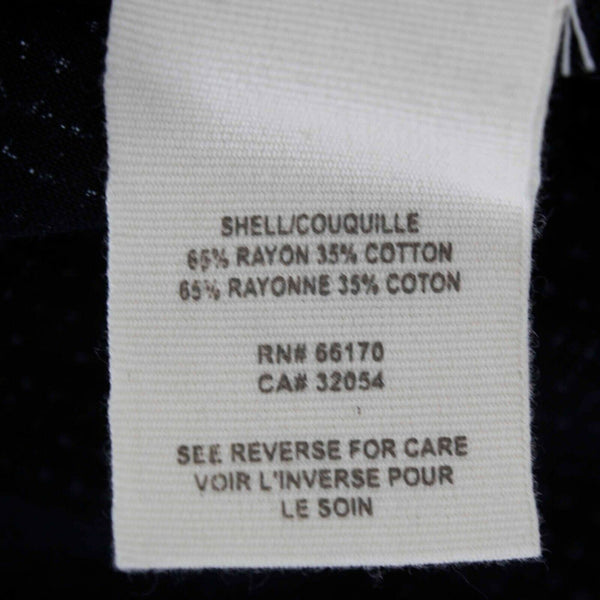 SHELL/COUQUILLE
65% RAYON 35% COTTON
65% RAYONNE 35% COTON
RN# 66170
CA# 32054
SEE REVERSE FOR CARE
VOIR L'INVERSE POUR
LE SOIN